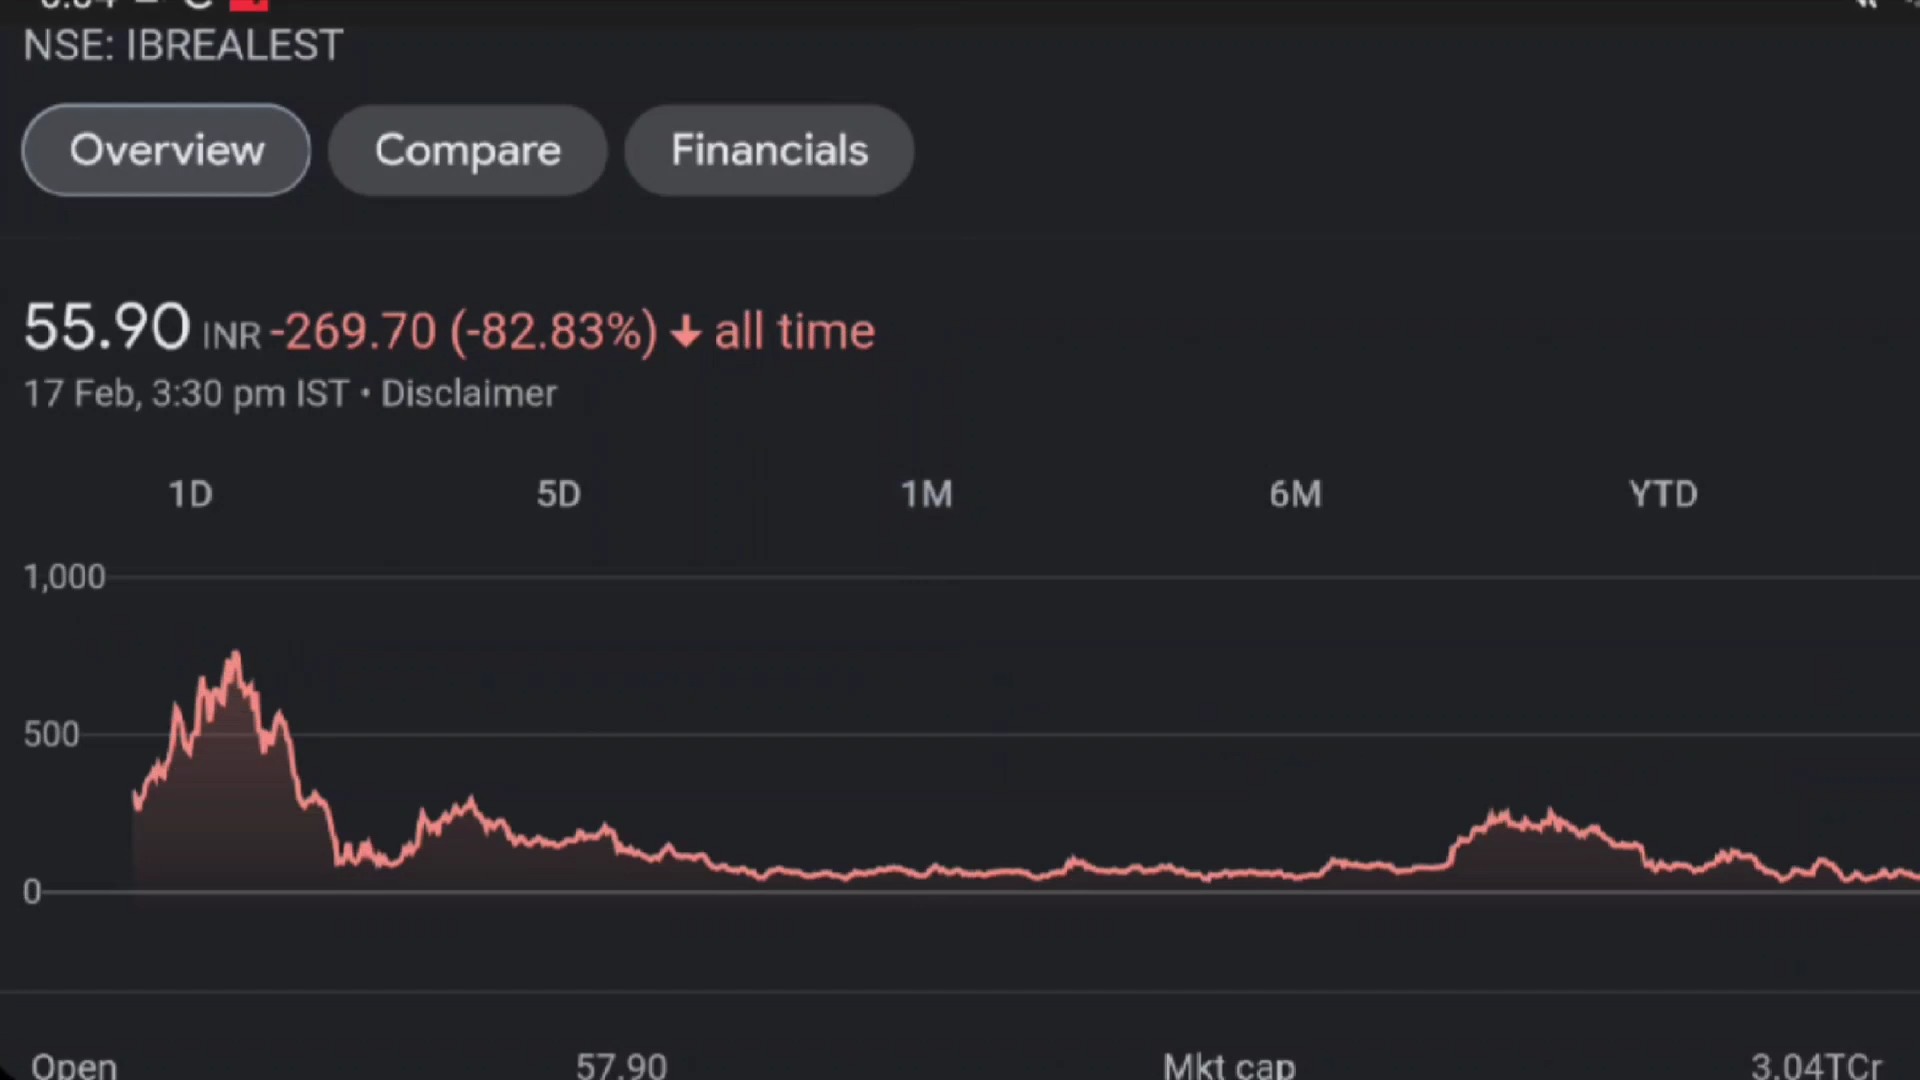 NSE: IBREALEST
Overview Compare Financials
55.90 INR -269.70 (-82.83%) ↓ all time
17 Feb, 3:30 pm IST • Disclaimer
1D 5D 1M 6M YTD
1,000
500
0
Open 57.90 Mkt cap 3.04TCr